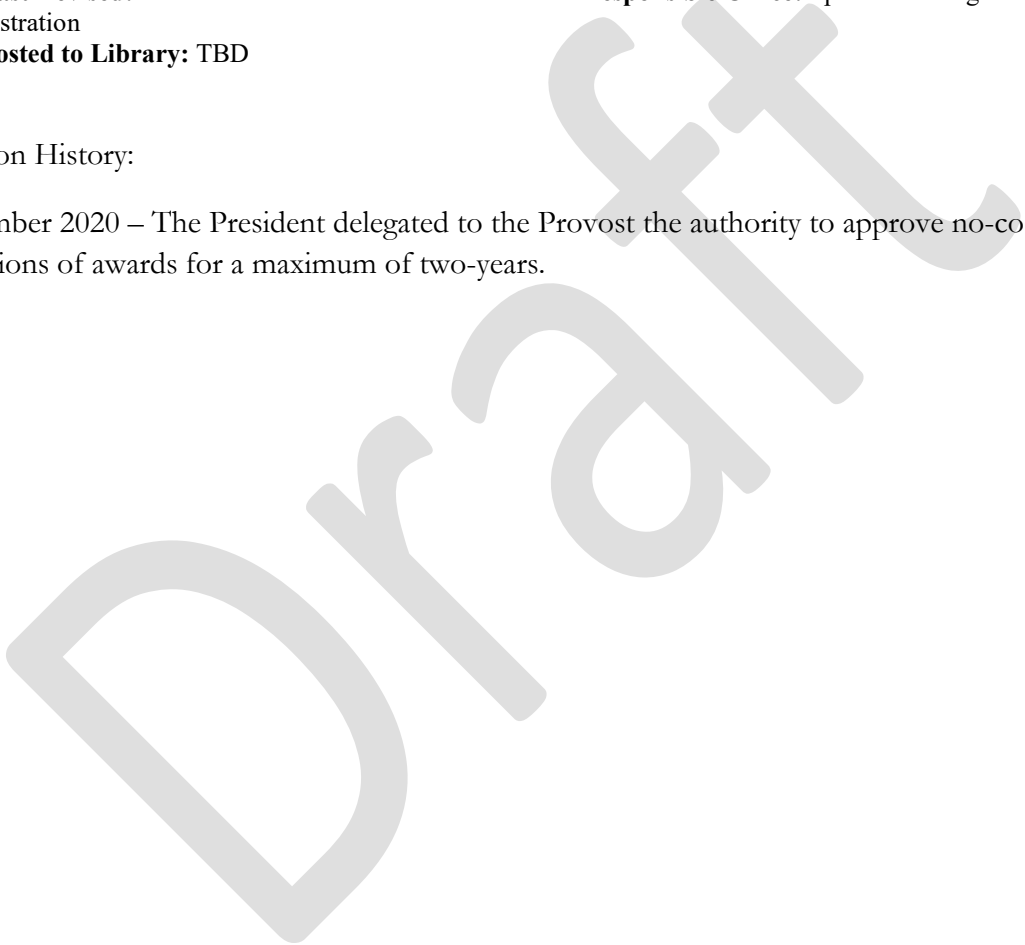 stration
osted to Library: TBD
on History:
mber 2020 – The President delegated to the Provost the authority to approve no-co
ions of awards for a maximum of two-years.
Draft